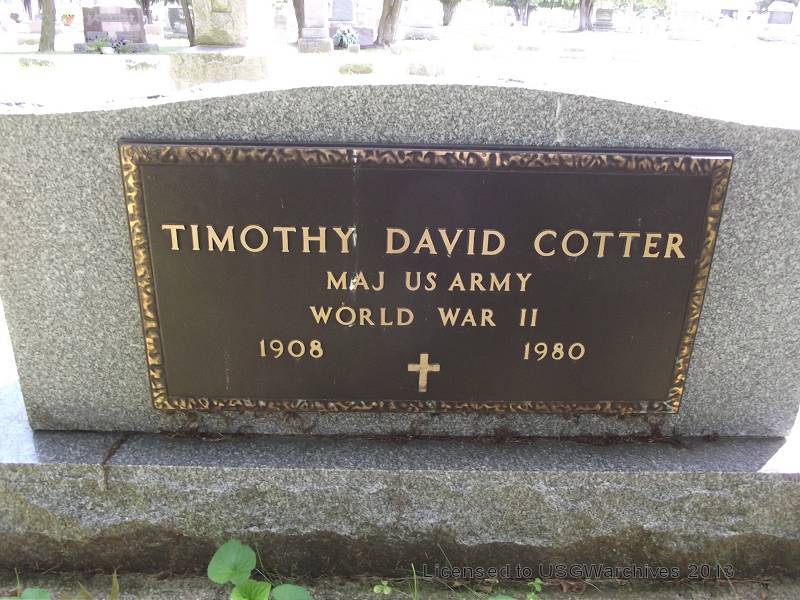 TIMOTHY DAVID COTTER
MAJ US ARMY
WORLD WAR II
1908 1980
Licensed to USGWarchives 2013